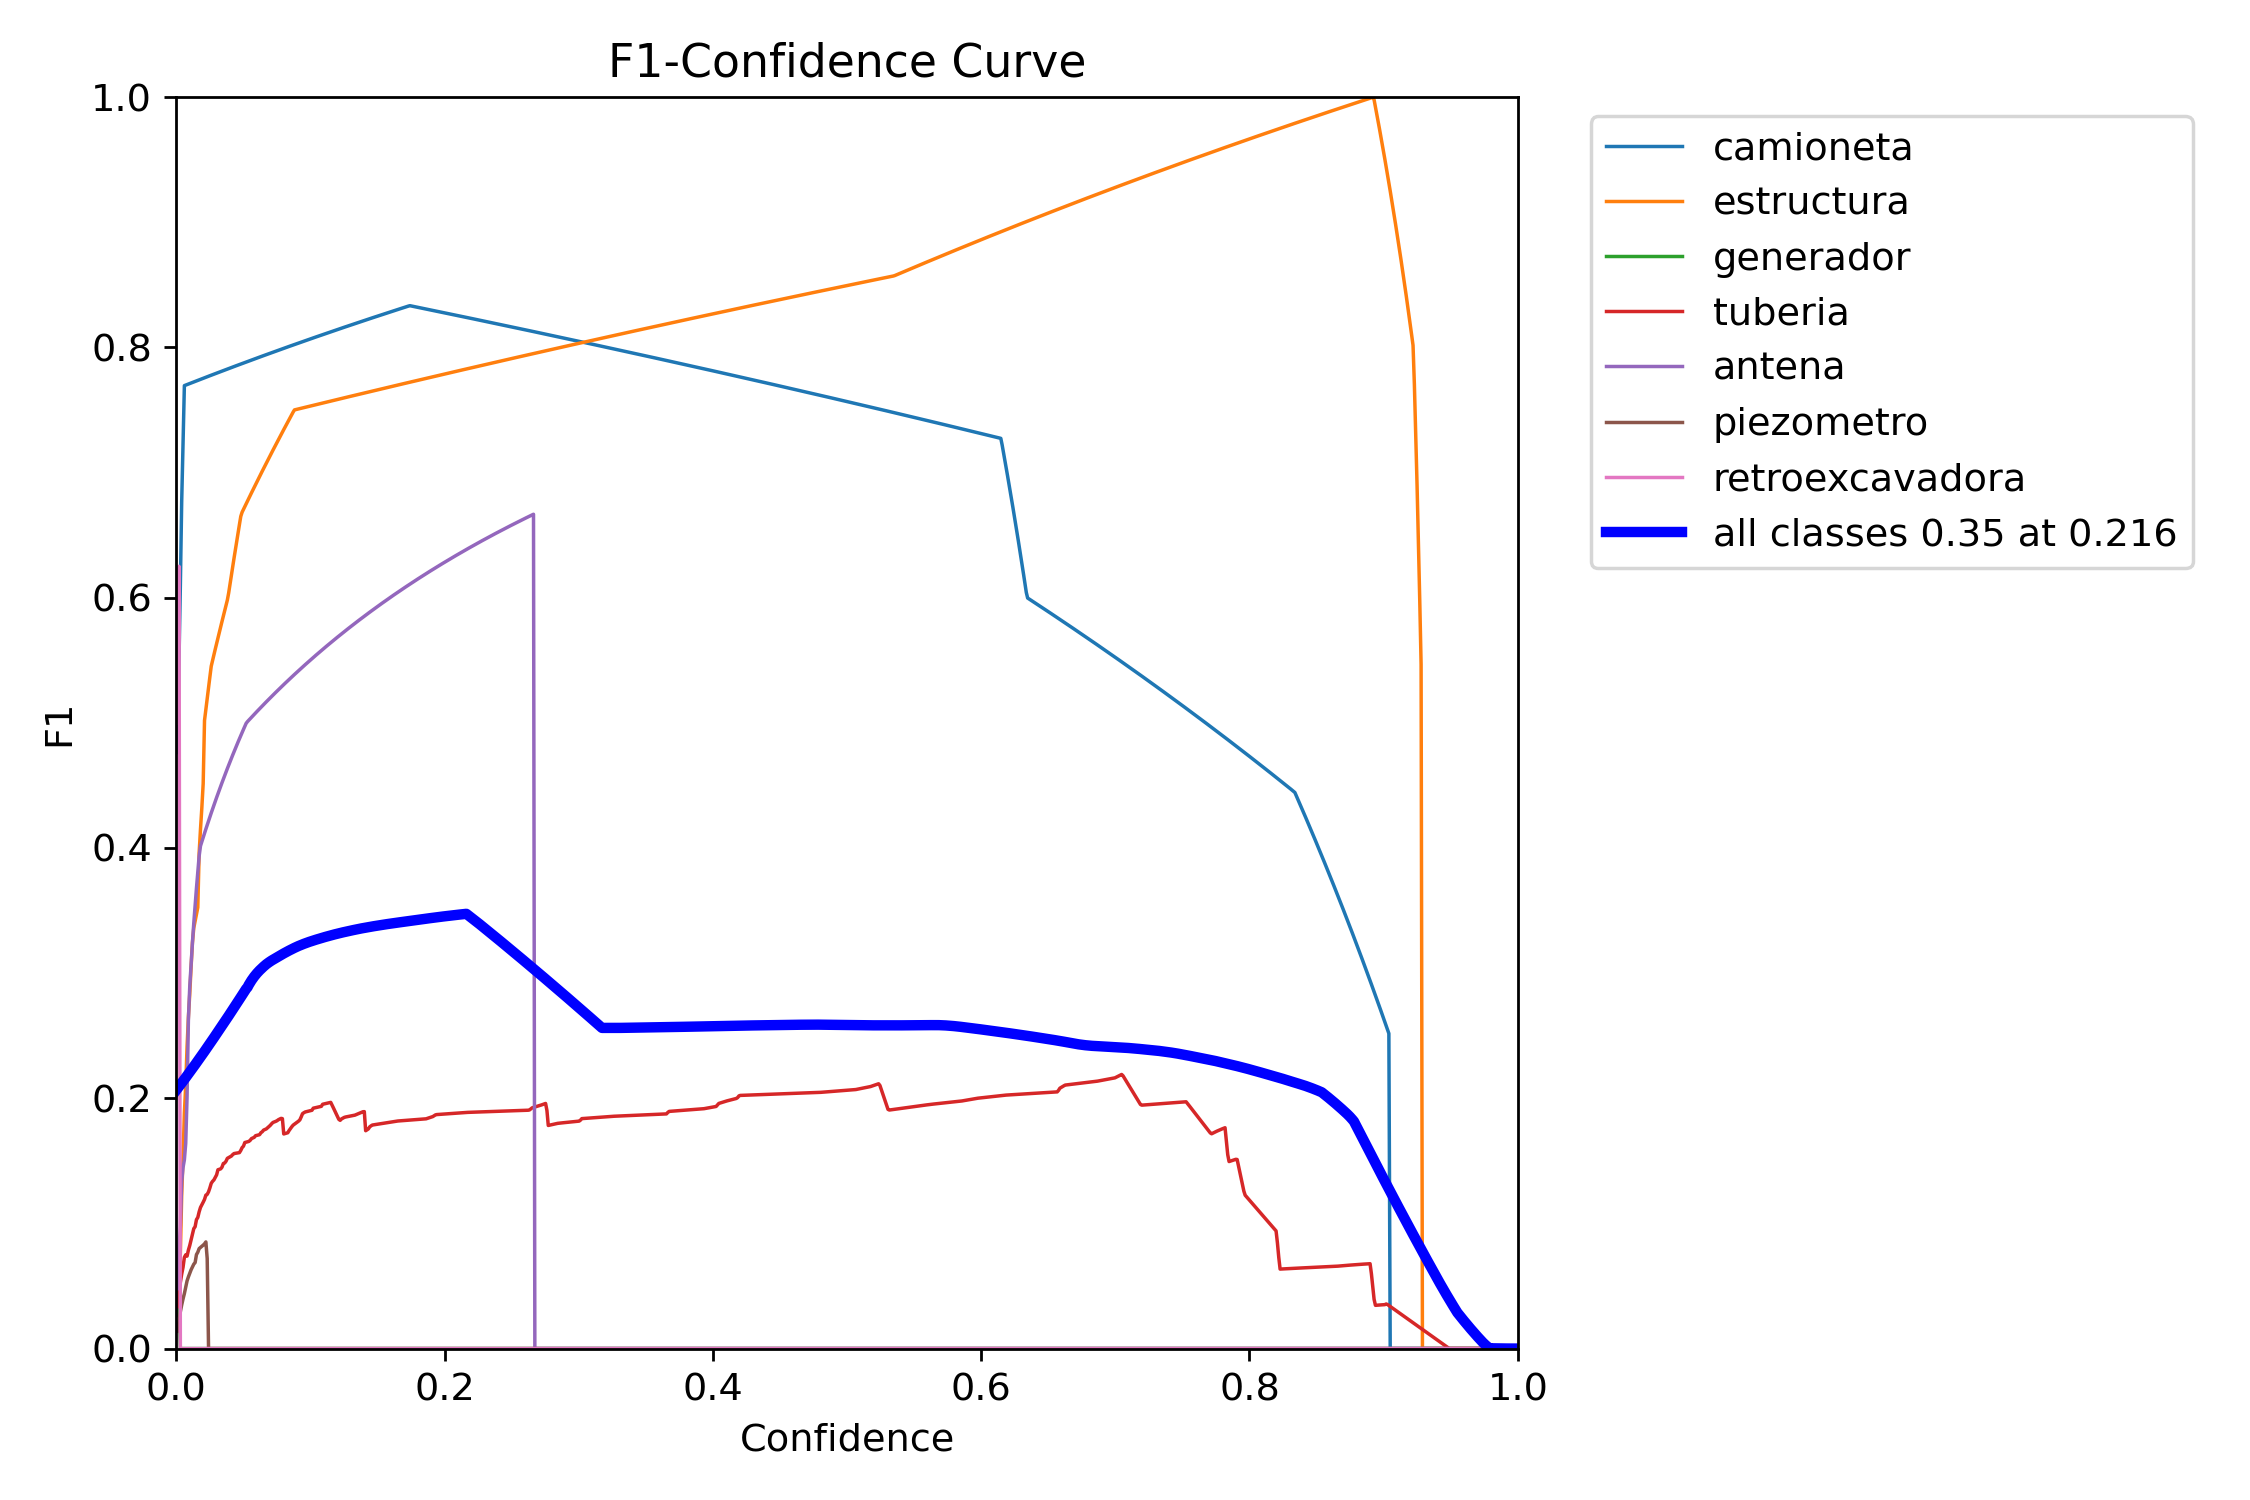 F1-Confidence Curve
1.0
0.8
0.6
0.4
0.2
0.0
F1
0.0 0.2 0.4 0.6 0.8 1.0
Confidence
camioneta
estructura
generador
tuberia
antena
piezometro
retroexcavadora
all classes 0.35 at 0.216